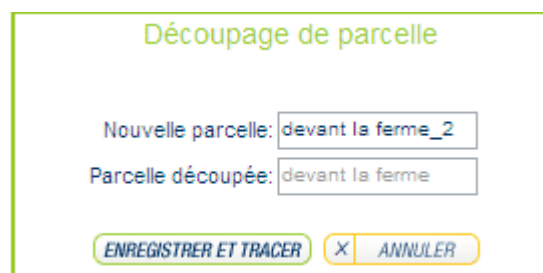 Découpage de parcelle
Nouvelle parcelle: devant la ferme_2
Parcelle découpée: devant la ferme
ENREGISTRER ET TRACER X ANNULER